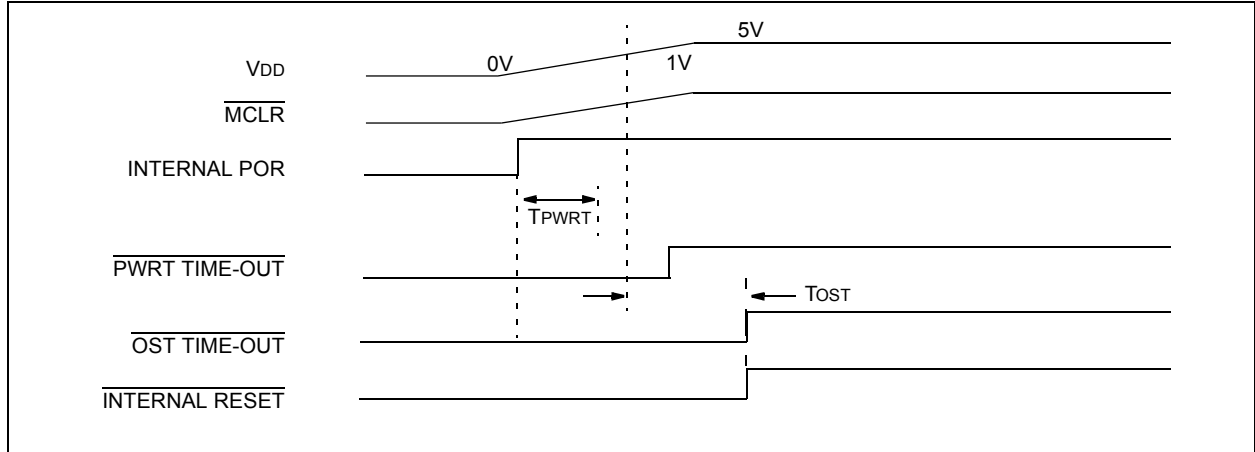 5V
VDD 0V 1V
MCLR
INTERNAL POR
TPWRT
PWRT TIME-OUT
TOST
OST TIME-OUT
INTERNAL RESET